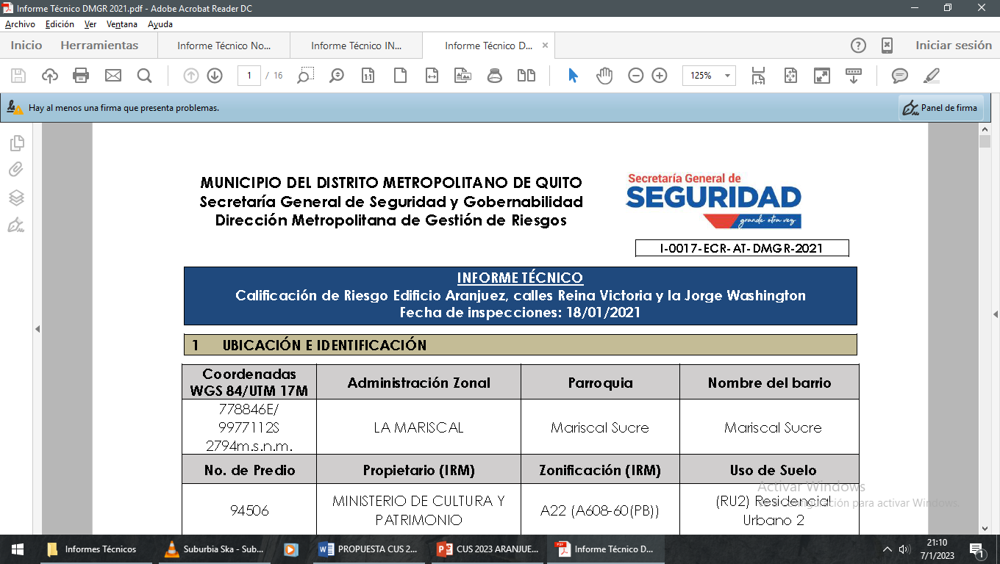 Informe Técnico DMGR 2021.pdf - Adobe Acrobat Reader DC
Archivo Edición Ver Ventana Ayuda
Inicio Herramientas Informe Técnico No... Informe Técnico IN... Informe Técnico D... Iniciar sesión
1 / 16 125%
Hay al menos una firma que presenta problemas. Panel de firma
MUNICIPIO DEL DISTRITO METROPOLITANO DE QUITO
Secretaría General de Seguridad y Gobernabilidad
Dirección Metropolitana de Gestión de Riesgos
Secretaría General de
SEGURIDAD
grande otra vez
I-0017-ECR-AT-DMGR-2021
INFORME TÉCNICO
Calificación de Riesgo Edificio Aranjuez, calles Reina Victoria y la Jorge Washington
Fecha de inspecciones: 18/01/2021
1 UBICACIÓN E IDENTIFICACIÓN
Coordenadas
WGS 84/UTM 17M
Administración Zonal
Parroquia
Nombre del barrio
778846E/
9977112S
2794m.s.n.m.
LA MARISCAL
Mariscal Sucre
Mariscal Sucre
No. de Predio
Propietario (IRM)
Zonificación (IRM)
Uso de Suelo
94506
MINISTERIO DE CULTURA Y
PATRIMONIO
A22 (A608-60(PB))
(RU2) Residencial
Urbano 2
Activar Windows
Ve a Configuración para activar Windows.
Informes Técnicos
Suburbia Ska - Sub...
PROPUESTA CUS 2...
CUS 2023 ARANJUE...
Informe Técnico D...
21:10
7/1/2023
1